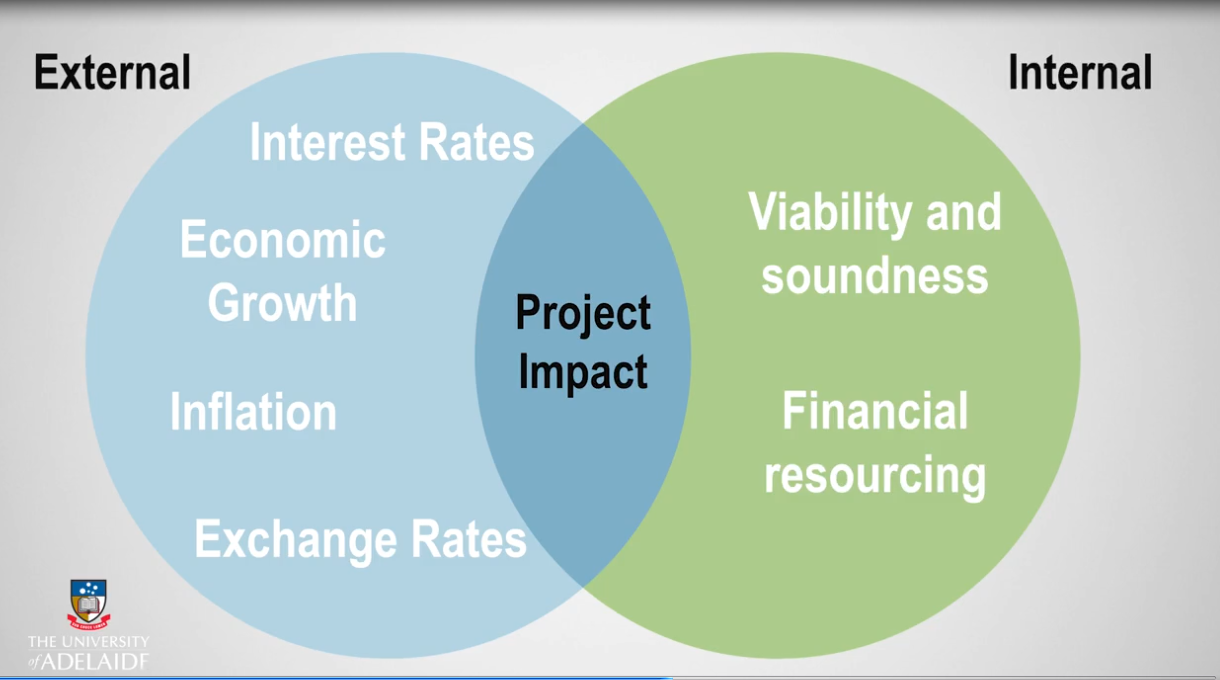 External
Internal
Interest Rates
Economic
Growth
Inflation
Exchange Rates
Project
Impact
Viability and
soundness
Financial
resourcing
THE UNIVERSITY
of ADELAIDE